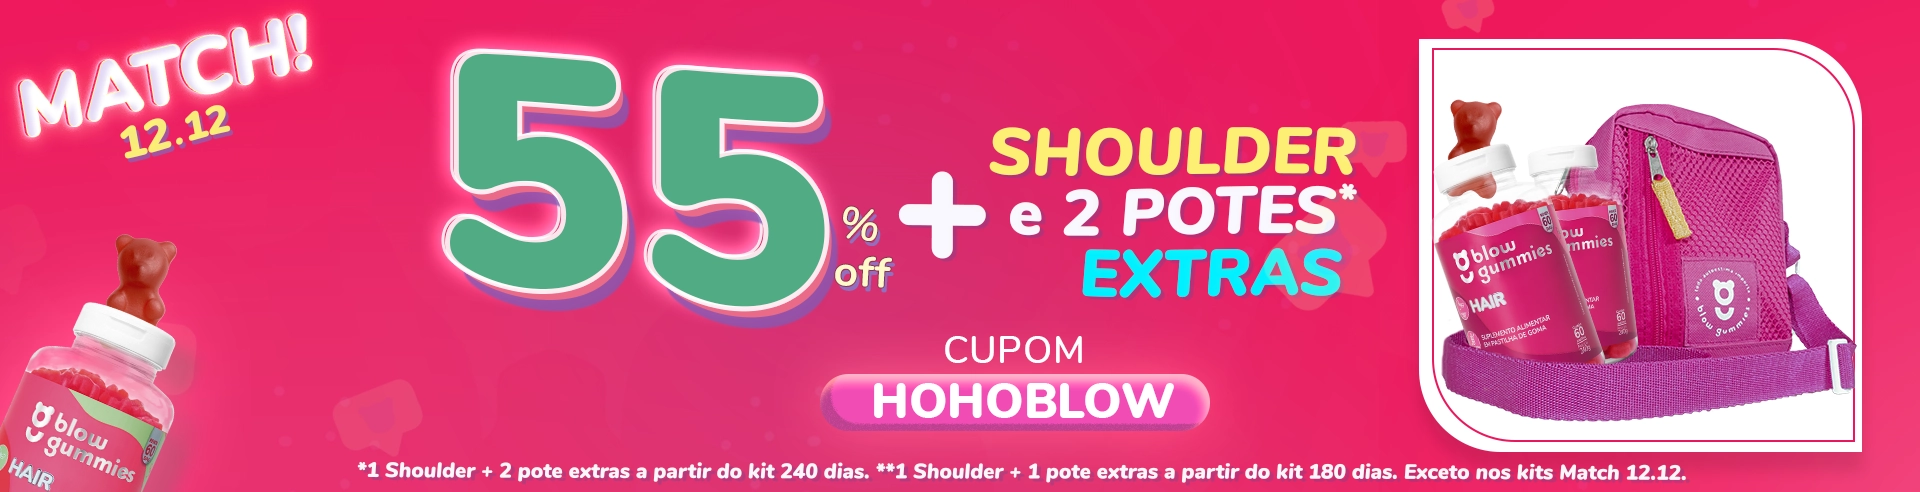 MATCH!
12.12
55
%
off
+
SHOULDER
e 2 POTES*
EXTRAS
CUPOM
HOHOBLOW
*1 Shoulder + 2 pote extras a partir do kit 240 dias. **1 Shoulder + 1 pote extras a partir do kit 180 dias. Exceto nos kits Match 12.12.
blow
gummies
HAIR
blow
gummies
HAIR
SUPLEMENTO ALIMENTAR
EM PASTILHA DE GOMA
60
blow gummies